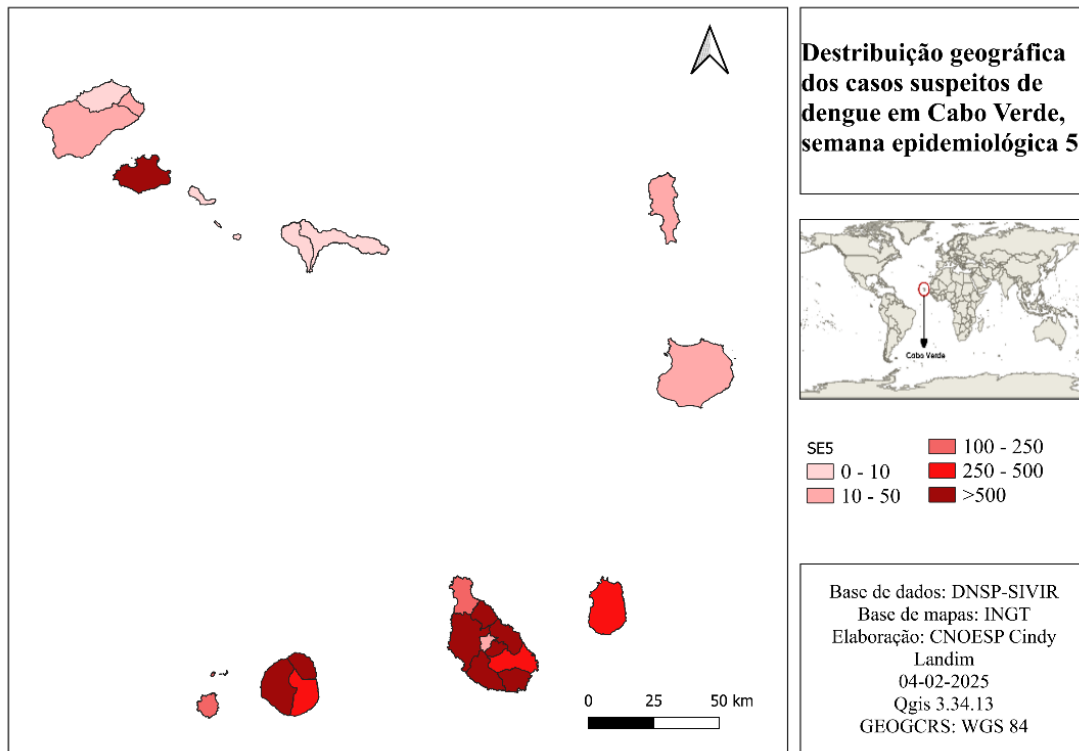 Destribuição geográfica
dos casos suspeitos de
dengue em Cabo Verde,
semana epidemiológica 5
Cabo Verde
SE5
0 - 10
10 - 50
100 - 250
250 - 500
>500
0 25 50 km
Base de dados: DNSP-SIVIR
Base de mapas: INGT
Elaboração: CNOESP Cindy
Landim
04-02-2025
Qgis 3.34.13
GEOGCRS: WGS 84